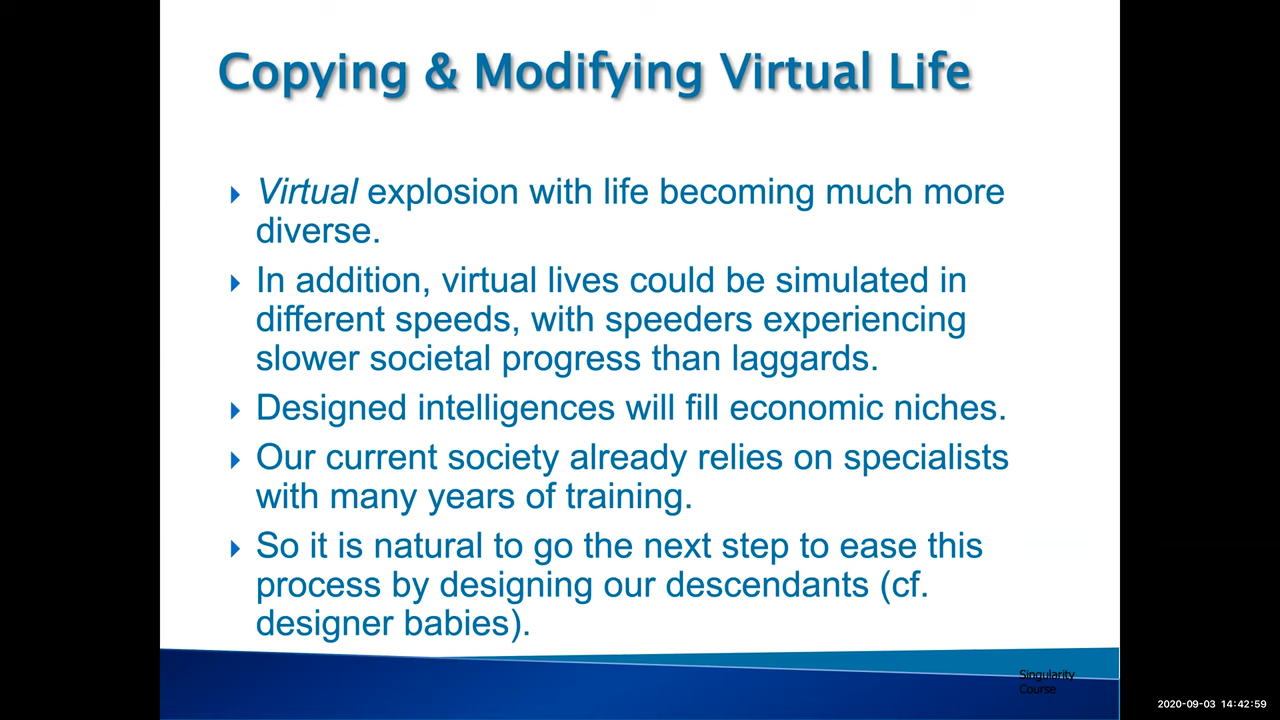 Copying & Modifying Virtual Life
Virtual explosion with life becoming much more
diverse.
In addition, virtual lives could be simulated in
different speeds, with speeders experiencing
slower societal progress than laggards.
Designed intelligences will fill economic niches.
Our current society already relies on specialists
with many years of training.
So it is natural to go the next step to ease this
process by designing our descendants (cf.
designer babies).
Singularity
Course
2020-09-03 14:42:59